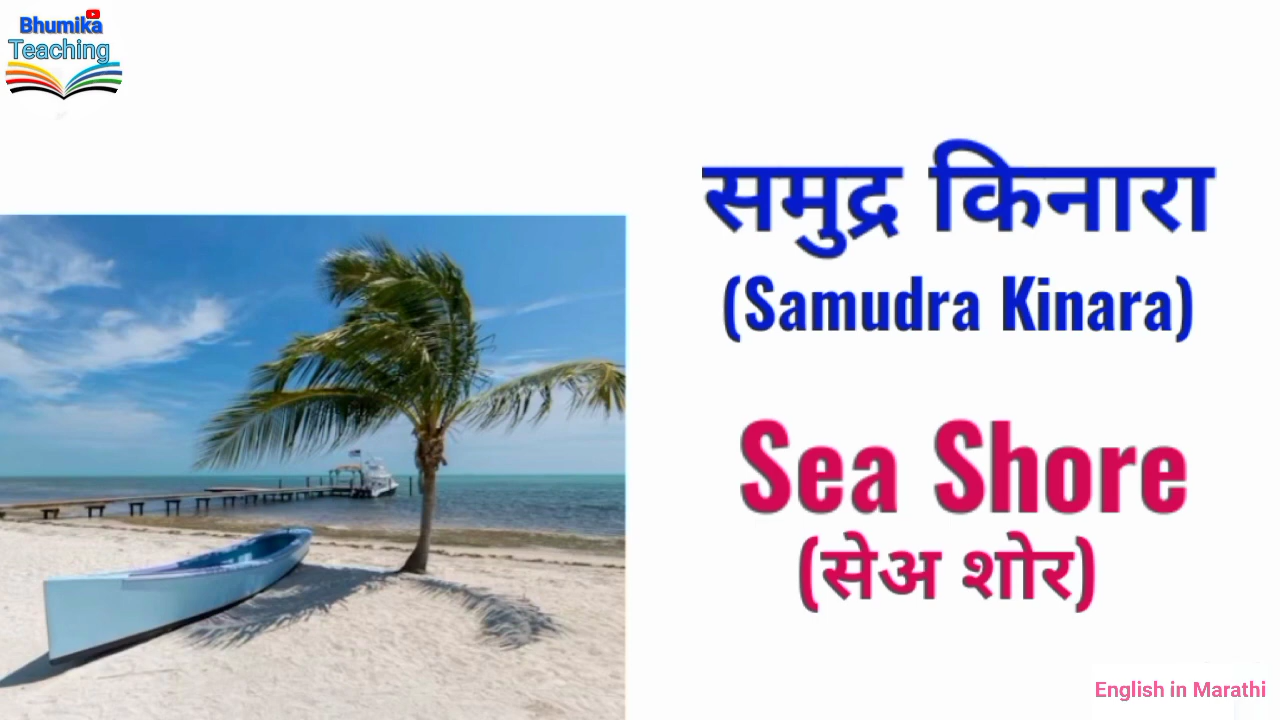 Bhumika
Teaching
समुद्र किनारा
(Samudra Kinara)
Sea Shore
(सेअ शोर)
English in Marathi